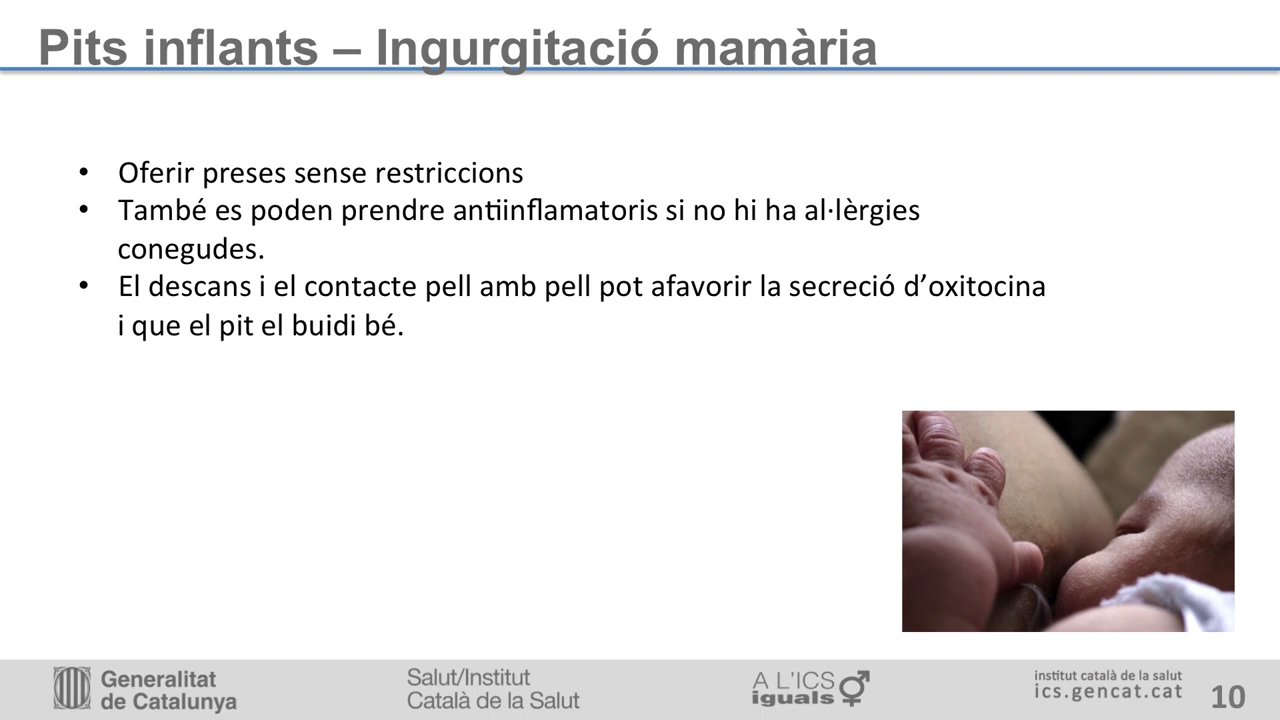 Pits inflants – Ingurgitació mamària
• Oferir preses sense restriccions
• També es poden prendre antiinflamatoris si no hi ha al·lèrgies
conegudes.
• El descans i el contacte pell amb pell pot afavorir la secreció d’oxitocina
i que el pit el buidi bé.
Generalitat
de Catalunya
Salut/Institut
Català de la Salut
A L'ICS
iguals
institut català de la salut
ics.gencat.cat
10